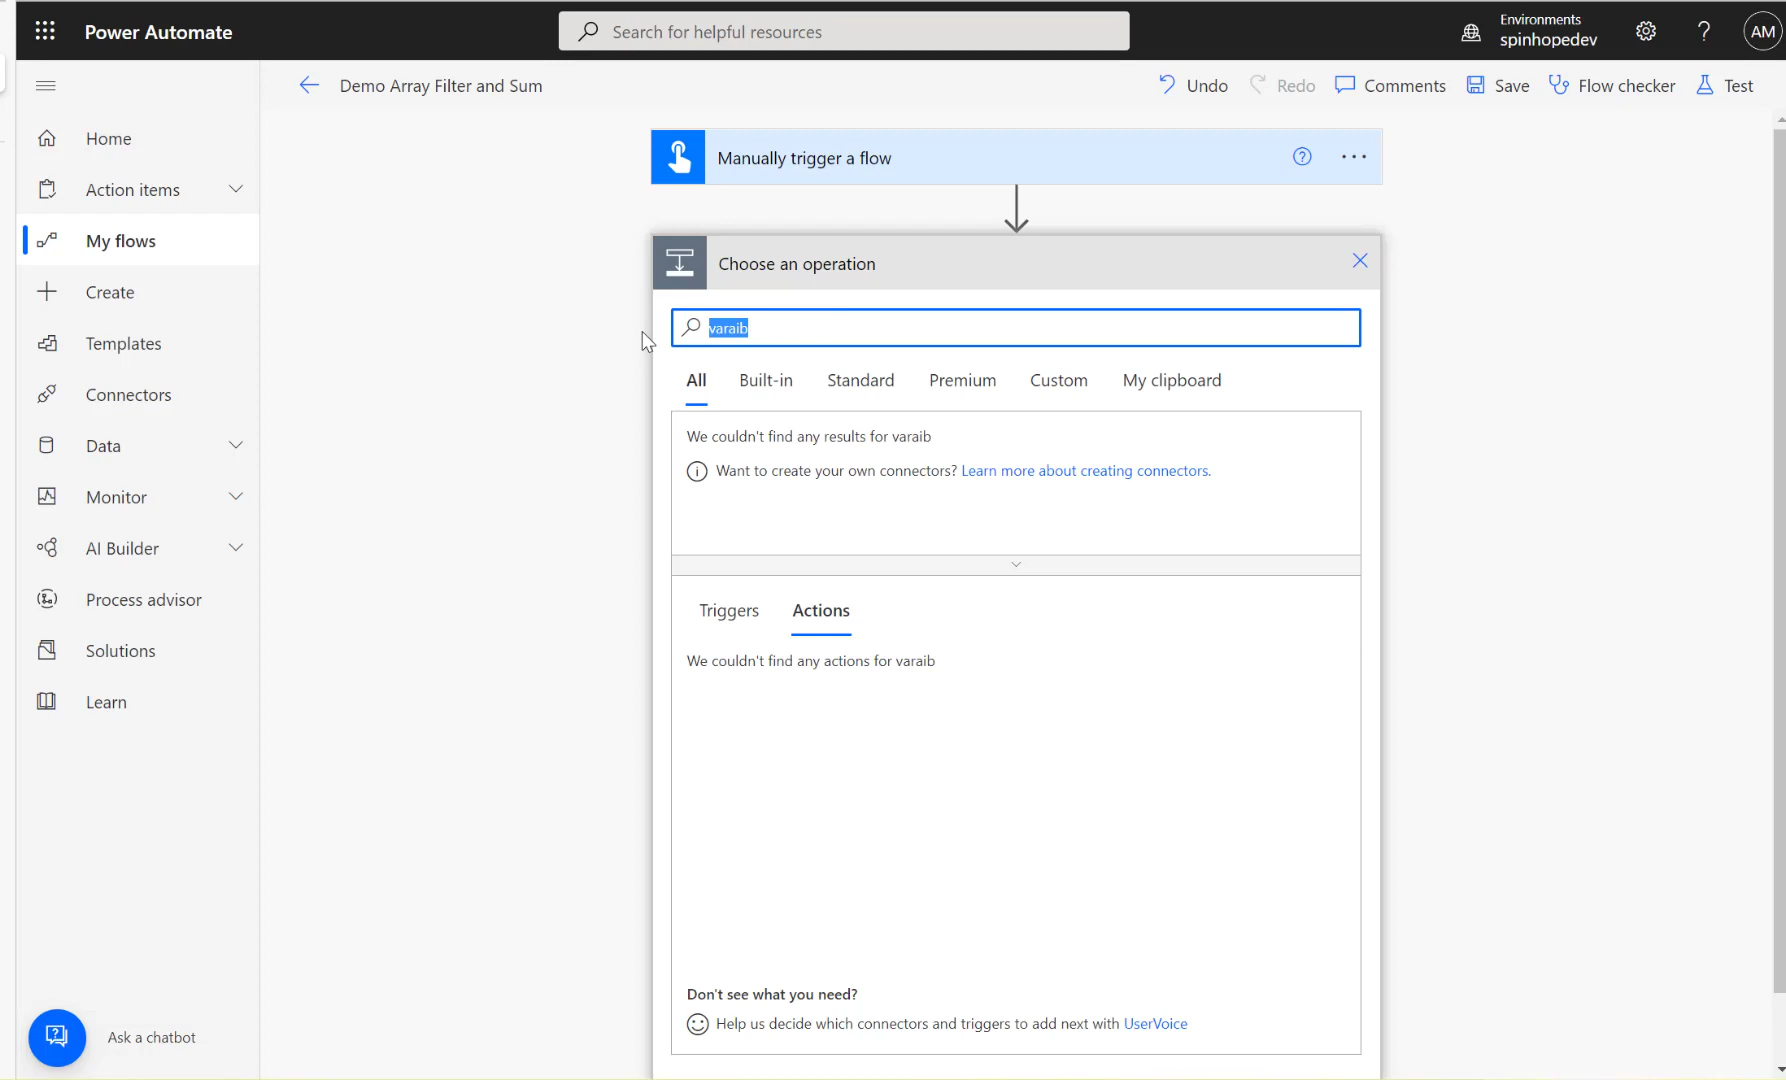 Power Automate
Search for helpful resources
Environments
spinhopedev
?
AM
Demo Array Filter and Sum
Undo
Redo
Comments
Save
Flow checker
Test
Home
Action items
My flows
Create
Templates
Connectors
Data
Monitor
AI Builder
Process advisor
Solutions
Learn
Ask a chatbot
Manually trigger a flow
Choose an operation
varaib
All Built-in Standard Premium Custom My clipboard
We couldn't find any results for varaib
Want to create your own connectors? Learn more about creating connectors.
Triggers Actions
We couldn't find any actions for varaib
Don't see what you need?
Help us decide which connectors and triggers to add next with UserVoice